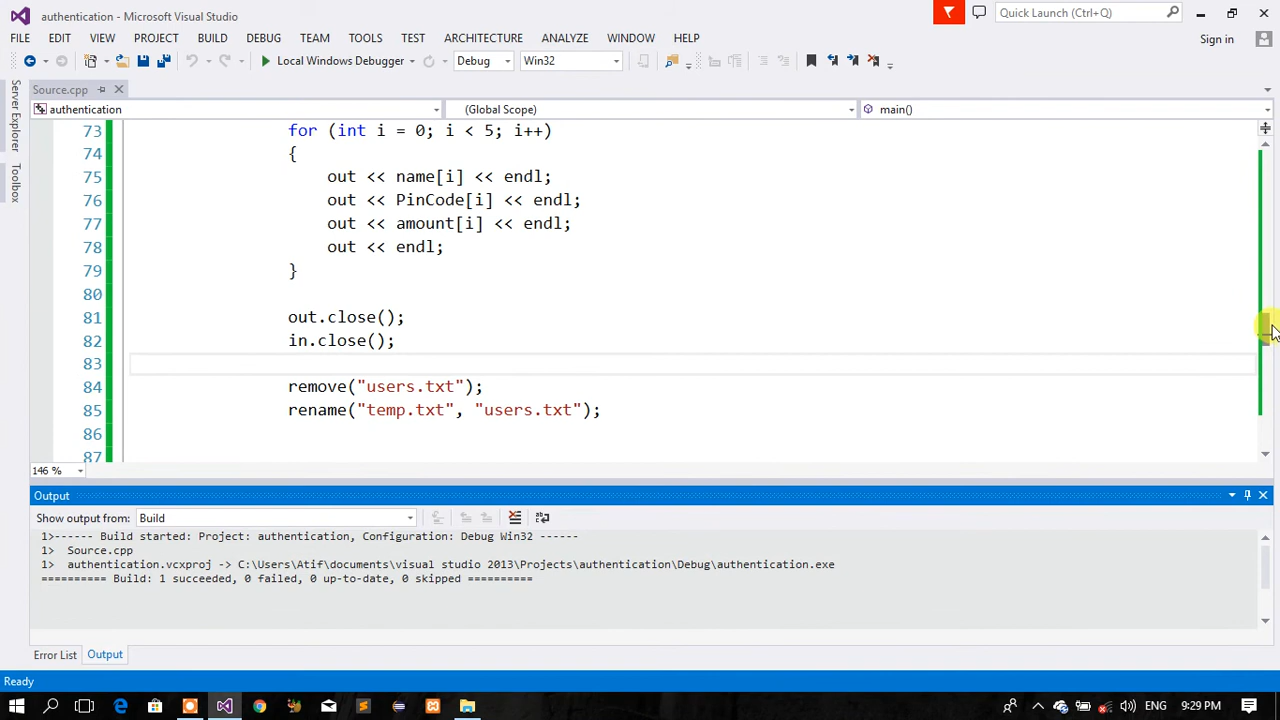 authentication - Microsoft Visual Studio
Quick Launch (Ctrl+Q)
FILE EDIT VIEW PROJECT BUILD DEBUG TEAM TOOLS TEST ARCHITECTURE ANALYZE WINDOW HELP
Sign in
Local Windows Debugger Debug Win32
Server Explorer
Toolbox
Source.cpp
authentication (Global Scope) main()
73 for (int i = 0; i < 5; i++)
74 {
75 out << name[i] << endl;
76 out << PinCode[i] << endl;
77 out << amount[i] << endl;
78 out << endl;
79 }
80
81 out.close();
82 in.close();
83
84 remove("users.txt");
85 rename("temp.txt", "users.txt");
86
87
146 %
Output
Show output from: Build
1>------ Build started: Project: authentication, Configuration: Debug Win32 ------
1> Source.cpp
1> authentication.vcxproj -> C:\Users\Atif\documents\visual studio 2013\Projects\authentication\Debug\authentication.exe
========== Build: 1 succeeded, 0 failed, 0 up-to-date, 0 skipped ==========
Error List Output
Ready
ENG 9:29 PM